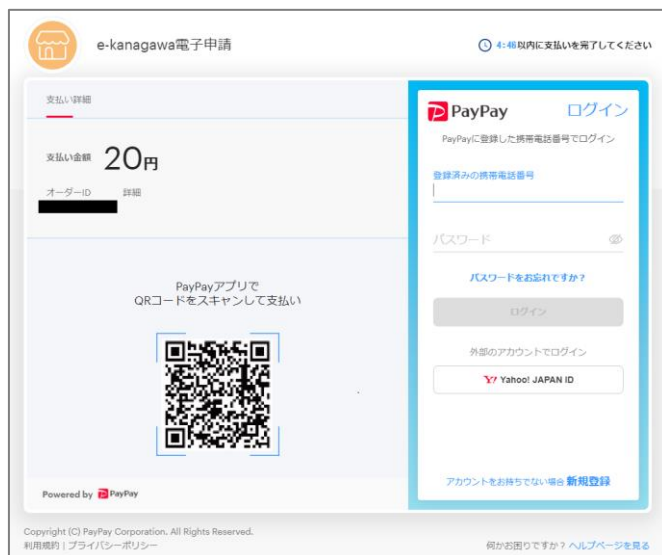 e-kanagawa電子申請
4:46以内に支払いを完了してください
支払い詳細
支払い金額 20円
オーダーID 詳細
PayPayアプリで
QRコードをスキャンして支払い
Powered by PayPay
PayPay ログイン
PayPayに登録した携帯電話番号でログイン
登録済みの携帯電話番号
パスワード
パスワードをお忘れですか?
ログイン
外部のアカウントでログイン
Y! Yahoo! JAPAN ID
アカウントをお持ちでない場合 新規登録
Copyright (C) PayPay Corporation. All Rights Reserved.
利用規約 | プライバシーポリシー
何かお困りですか? ヘルプページを見る